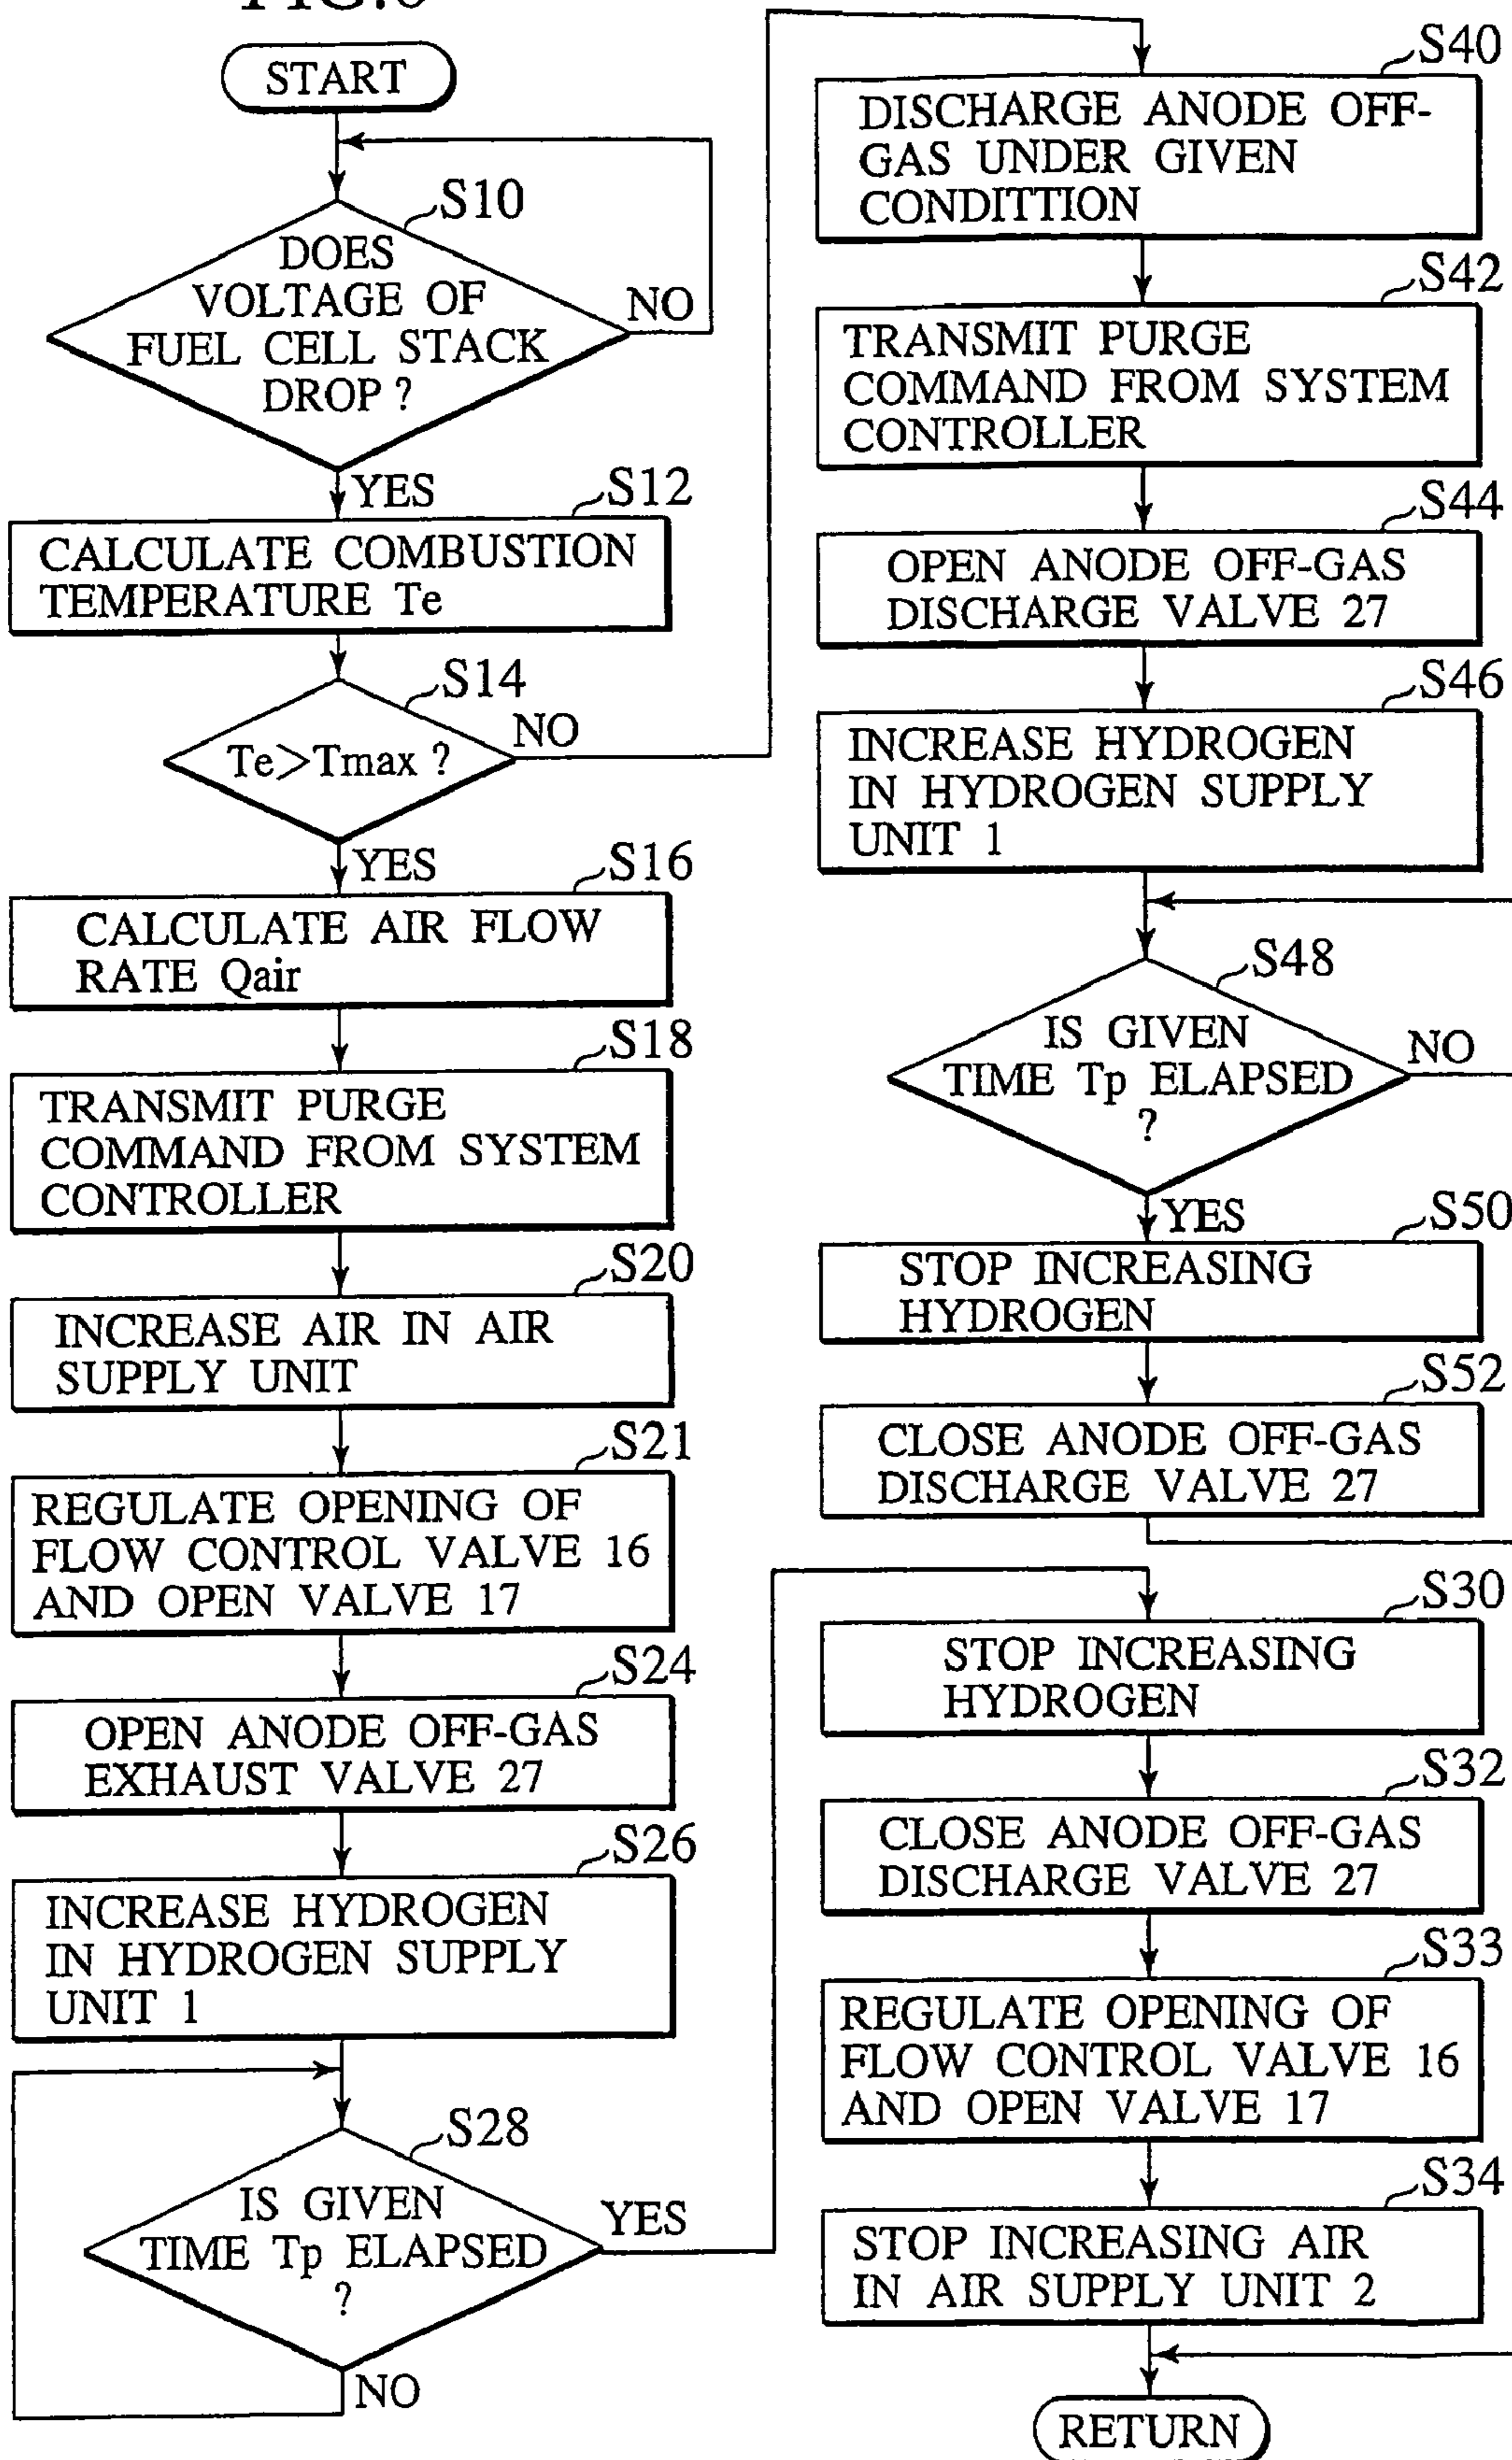 START
S10
DOES
VOLTAGE OF
FUEL CELL STACK
DROP ?
NO
YES
S12
CALCULATE COMBUSTION
TEMPERATURE Te
S14
Te>Tmax ?
NO
YES
S16
CALCULATE AIR FLOW
RATE Qair
S18
TRANSMIT PURGE
COMMAND FROM SYSTEM
CONTROLLER
S20
INCREASE AIR IN AIR
SUPPLY UNIT
S21
REGULATE OPENING OF
FLOW CONTROL VALVE 16
AND OPEN VALVE 17
S24
OPEN ANODE OFF-GAS
EXHAUST VALVE 27
S26
INCREASE HYDROGEN
IN HYDROGEN SUPPLY
UNIT 1
S28
IS GIVEN
TIME Tp ELAPSED
?
YES
NO
S40
DISCHARGE ANODE OFF-
GAS UNDER GIVEN
CONDITTION
S42
TRANSMIT PURGE
COMMAND FROM SYSTEM
CONTROLLER
S44
OPEN ANODE OFF-GAS
DISCHARGE VALVE 27
S46
INCREASE HYDROGEN
IN HYDROGEN SUPPLY
UNIT 1
S48
IS GIVEN
TIME Tp ELAPSED
?
NO
YES
S50
STOP INCREASING
HYDROGEN
S52
CLOSE ANODE OFF-GAS
DISCHARGE VALVE 27
S30
STOP INCREASING
HYDROGEN
S32
CLOSE ANODE OFF-GAS
DISCHARGE VALVE 27
S33
REGULATE OPENING OF
FLOW CONTROL VALVE 16
AND OPEN VALVE 17
S34
STOP INCREASING AIR
IN AIR SUPPLY UNIT 2
RETURN